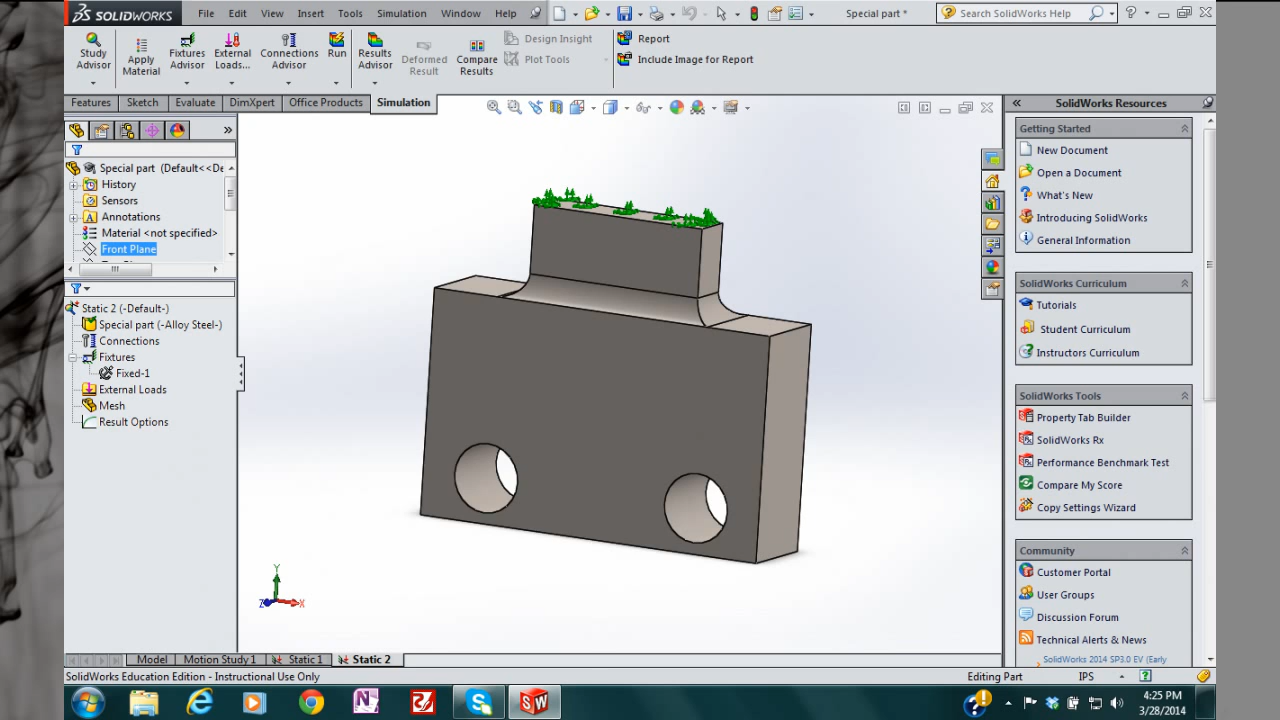 SOLIDWORKS File Edit View Insert Tools Simulation Window Help Special part * Search SolidWorks Help
Study Advisor
Apply Material
Fixtures Advisor
External Loads...
Connections Advisor
Run
Results Advisor
Deformed Result
Compare Results
Design Insight
Plot Tools
Report
Include Image for Report
Features Sketch Evaluate DimXpert Office Products Simulation
Special part (Default<<De
History
Sensors
Annotations
Material <not specified>
Front Plane
Static 2 (-Default-)
Special part (-Alloy Steel-)
Connections
Fixtures
Fixed-1
External Loads
Mesh
Result Options
Y
Z X
SolidWorks Resources
Getting Started
New Document
Open a Document
What's New
Introducing SolidWorks
General Information
SolidWorks Curriculum
Tutorials
Student Curriculum
Instructors Curriculum
SolidWorks Tools
Property Tab Builder
SolidWorks Rx
Performance Benchmark Test
Compare My Score
Copy Settings Wizard
Community
Customer Portal
User Groups
Discussion Forum
Technical Alerts & News
SolidWorks 2014 SP3.0 EV (Early
Model Motion Study 1 Static 1 Static 2
SolidWorks Education Edition - Instructional Use Only Editing Part IPS
4:25 PM
3/28/2014